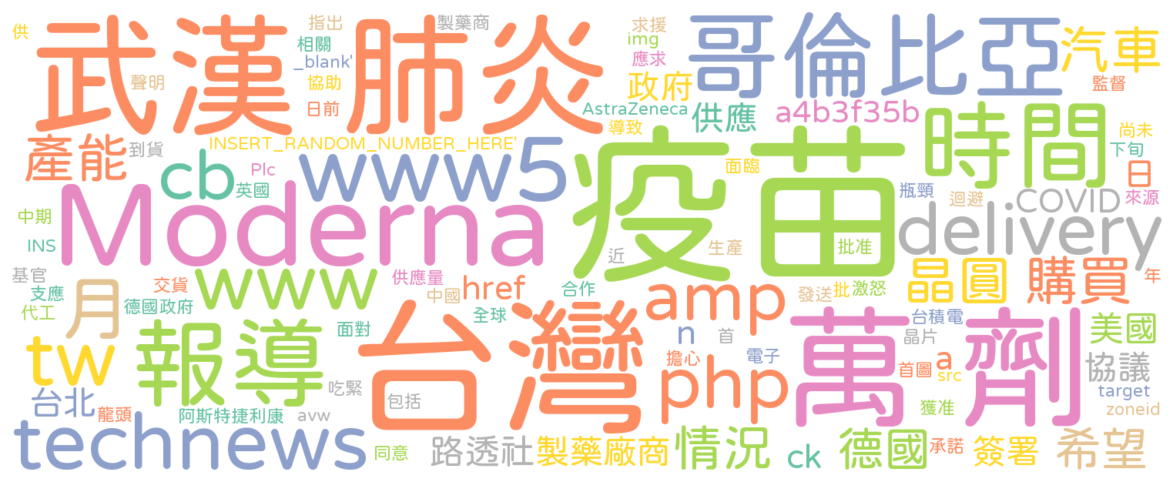 供
武漢肺炎
指出
製藥商
求援
哥倫比亞
汽車
相關
img
_blank'
應求
聲明
協助
政府
監督
日前
AstraZeneca
供應
a4b3f35b
時間
尚未
產能
到貨
INSERT_RANDOM_NUMBER_HERE'
導致
下旬
cb
Plc
www5
疫苗
面臨
日
英國
瓶頸
迴避
COVID
來源
中期
Moderna
delivery
INS
近
生產
批准
基官
交貨
www
供應量
href
合作
amp
發送
批
激怒
晶圓
購買
年
支應
中國
代工
月
德國政府
全球
台積電
報導
面對
台灣
n
首
萬劑
晶片
美國
tw
擔心
電子
首圖
a
協議
吃緊
php
src
台北
包括
獲准
target
龍頭
阿斯特捷利康
avw
zoneid
technews
同意
路透社
製藥廠商
情況
ck
德國
承諾
簽署
希望